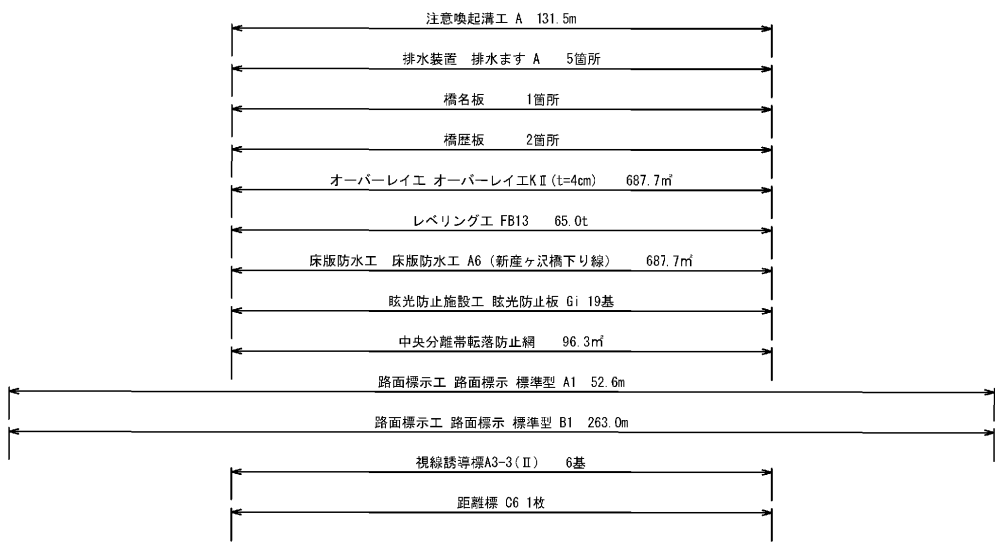 注意喚起溝工 A 131.5m
排水装置 排水ます A 5箇所
橋名板 1箇所
橋歴板 2箇所
オーバーレイ工 オーバーレイ工KⅡ(t=4cm) 687.7㎡
レベリング工 FB13 65.0t
床版防水工 床版防水工 A6 (新産ヶ沢橋下り線) 687.7㎡
眩光防止施設工 眩光防止板 Gi 19基
中央分離帯転落防止網 96.3㎡
路面標示工 路面標示 標準型 A1 52.6m
路面標示工 路面標示 標準型 B1 263.0m
視線誘導標A3-3(Ⅱ) 6基
距離標 C6 1枚